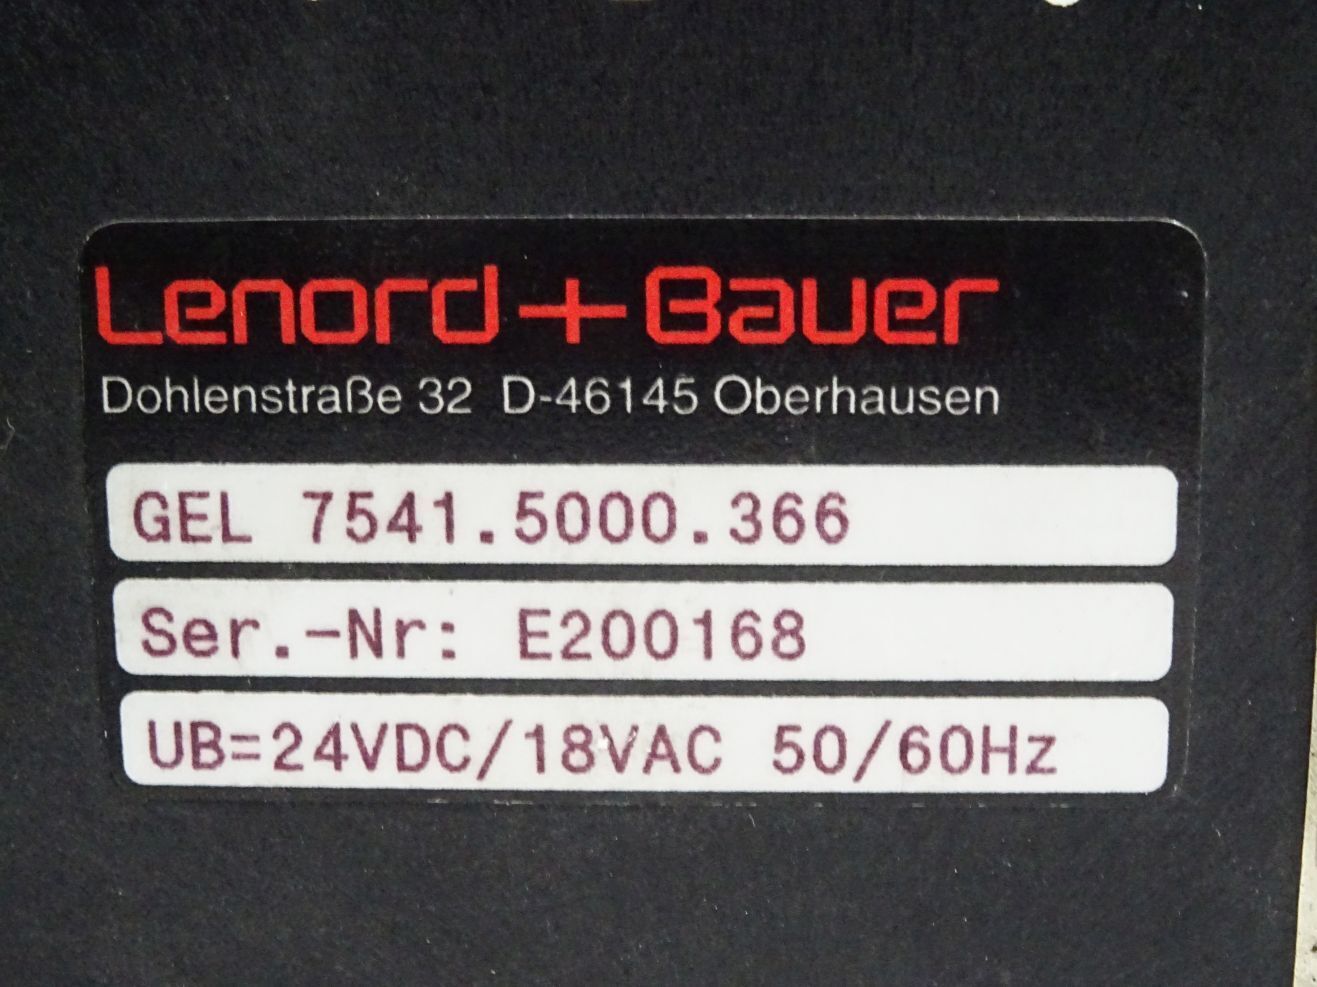 Lenord+Bauer
Dohlenstraße 32 D-46145 Oberhausen
GEL 7541.5000.366
Ser.-Nr: E200168
UB=24VDC/18VAC 50/60Hz